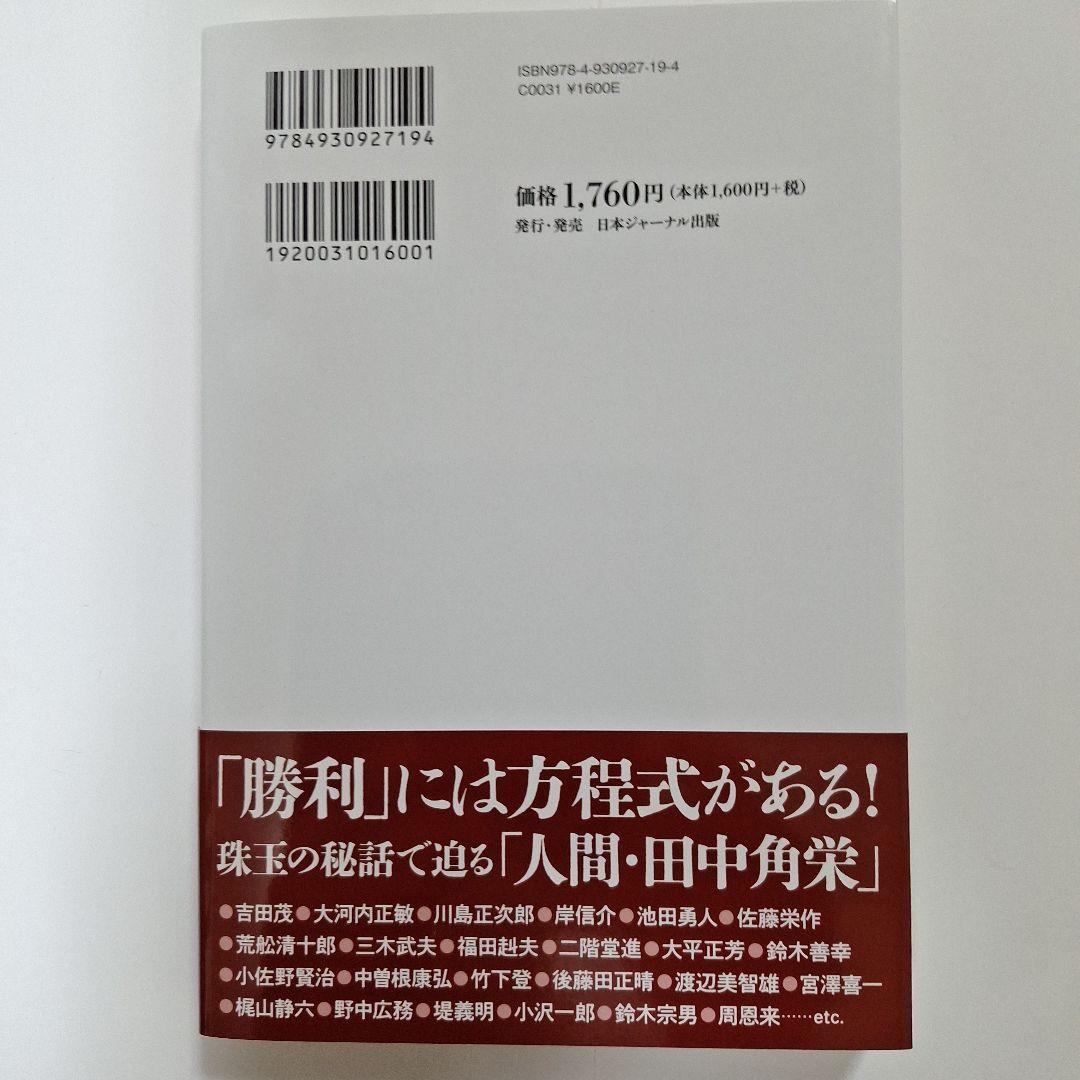 ISBN978-4-930927-19-4
C0031 ¥1600E
9784930927194
価格1,760円(本体1,600円+税)
発行・発売 日本ジャーナル出版
1920031016001
「勝利」には方程式がある!
珠玉の秘話で迫る「人間・田中角栄」
●吉田茂●大河内正敏●川島正次郎●岸信介●池田勇人●佐藤栄作
●荒舩清十郎●三木武夫●福田赳夫●二階堂進●大平正芳●鈴木善幸
●小佐野賢治●中曽根康弘●竹下登●後藤田正晴●渡辺美智雄●宮澤喜一
●梶山静六●野中広務●堤義明●小沢一郎●鈴木宗男●周恩来……etc.